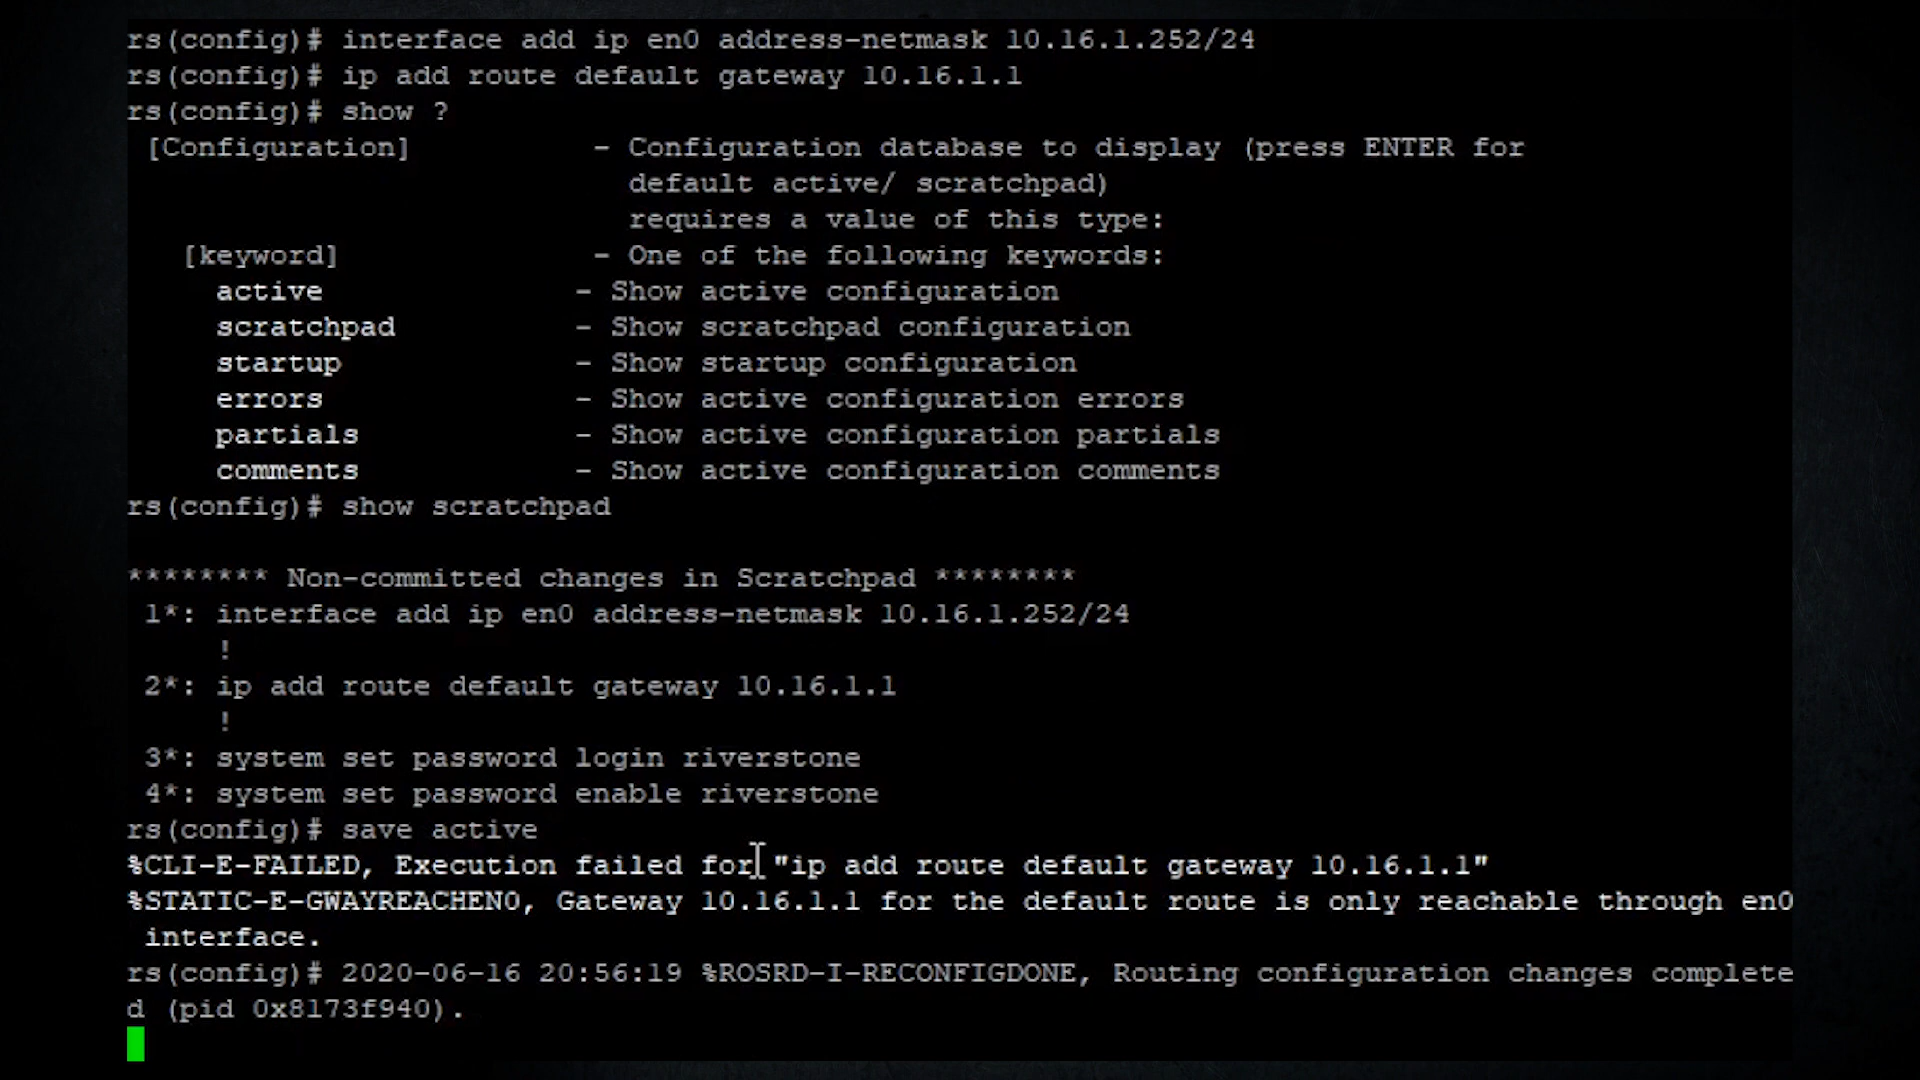 rs(config)# interface add ip en0 address-netmask 10.16.1.252/24
rs(config)# ip add route default gateway 10.16.1.1
rs(config)# show ?
[Configuration] - Configuration database to display (press ENTER for
default active/ scratchpad)
requires a value of this type:
[keyword] - One of the following keywords:
active - Show active configuration
scratchpad - Show scratchpad configuration
startup - Show startup configuration
errors - Show active configuration errors
partials - Show active configuration partials
comments - Show active configuration comments
rs(config)# show scratchpad
******** Non-committed changes in Scratchpad ********
1*: interface add ip en0 address-netmask 10.16.1.252/24
!
2*: ip add route default gateway 10.16.1.1
!
3*: system set password login riverstone
4*: system set password enable riverstone
rs(config)# save active
%CLI-E-FAILED, Execution failed for "ip add route default gateway 10.16.1.1"
%STATIC-E-GWAYREACHEN0, Gateway 10.16.1.1 for the default route is only reachable through en0
interface.
rs(config)# 2020-06-16 20:56:19 %ROSRD-I-RECONFIGDONE, Routing configuration changes complete
d (pid 0x8173f940).